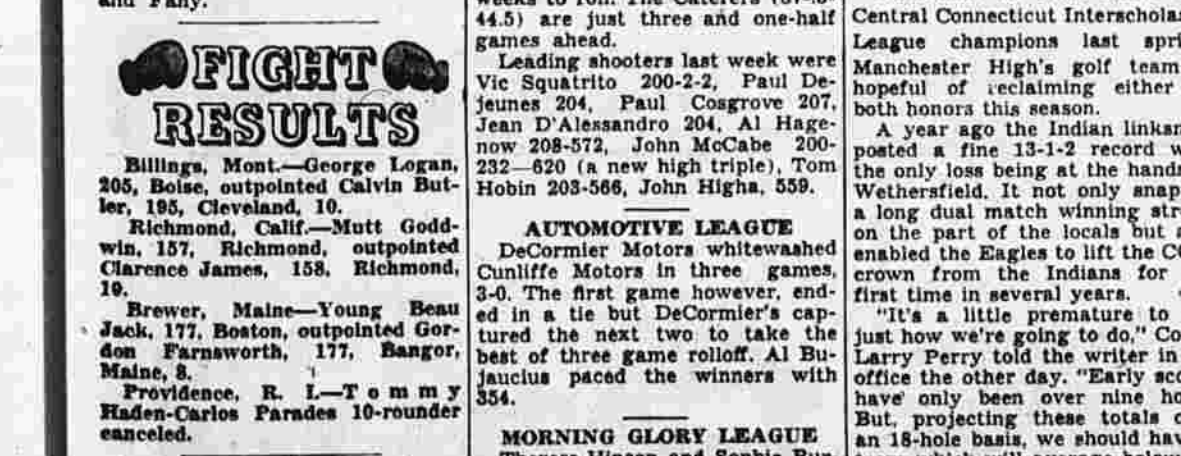 and Pany.
FIGHT
RESULTS
Billings, Mont.—George Logan,
205, Boise, outpointed Calvin But-
ler, 195, Cleveland, 10.
Richmond, Calif.—Mutt Godd-
win, 157, Richmond, outpointed
Clarence James, 158, Richmond,
10.
Brewer, Maine—Young Beau
Jack, 177, Boston, outpointed Gor-
don Farnsworth, 177, Bangor,
Maine, 8.
Providence, R. I.—Tommy
Haden-Carlos Parades 10-rounder
canceled.
44.5) are just three and one-half
games ahead.
Leading shooters last week were
Vic Squatrito 200-2-2, Paul De-
jeunes 204, Paul Cosgrove 207,
Jean D'Alessandro 204, Al Hage-
now 208-572, John McCabe 200-
232—620 (a new high triple), Tom
Hobin 203-566, John Higha, 559.
AUTOMOTIVE LEAGUE
DeCormier Motors whitewashed
Cunliffe Motors in three games,
3-0. The first game however, end-
ed in a tie but DeCormier's cap-
tured the next two to take the
best of three game rolloff. Al Bu-
jaucius paced the winners with
354.
MORNING GLORY LEAGUE
Central Connecticut Interschola
League champions last spri
Manchester High's golf team
hopeful of reclaiming either
both honors this season.
A year ago the Indian linksm
posted a fine 13-1-2 record w
the only loss being at the hands
Wethersfield. It not only snap
a long dual match winning stre
on the part of the locals but a
enabled the Eagles to lift the CC
crown from the Indians for
first time in several years.
"It's a little premature to
just how we're going to do," Co
Larry Perry told the writer in
office the other day. "Early sco
have only been over nine ho
But, projecting these totals o
an 18-hole basis, we should hav